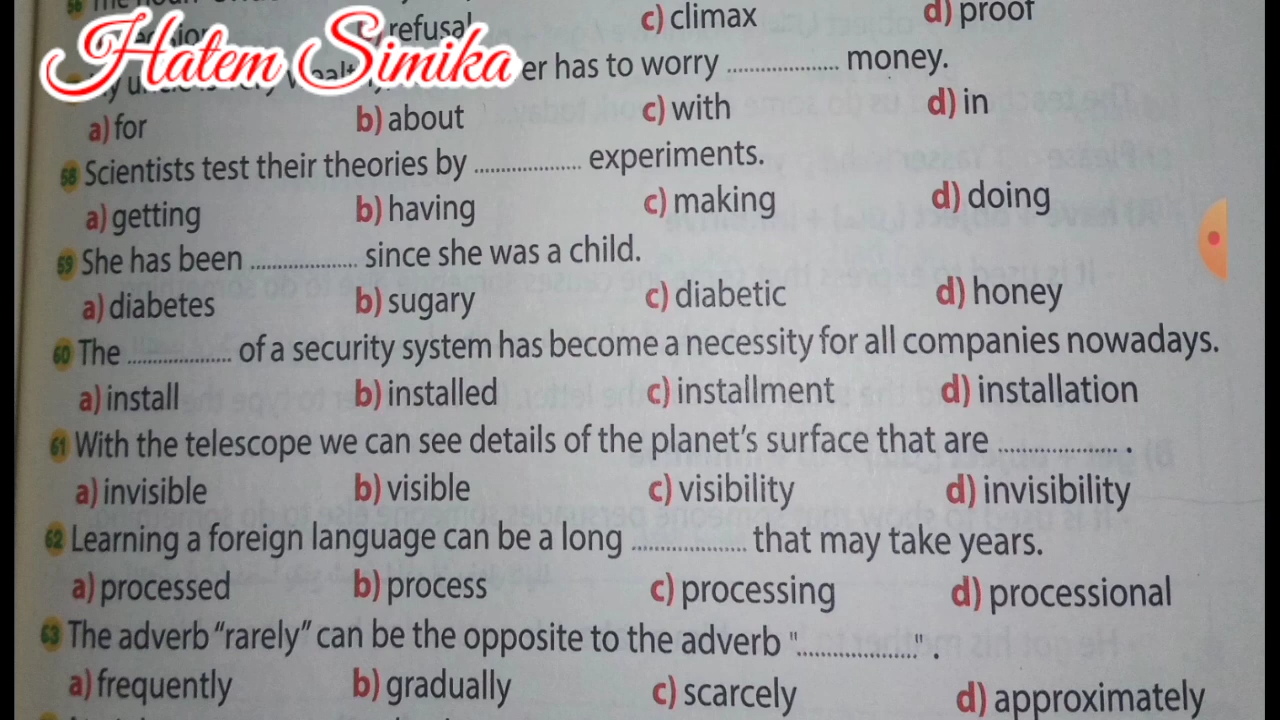 56 The noun
c) climax d) proof
refusal
Hatem Simika
er has to worry .................... money.
a) for b) about c) with d) in
58 Scientists test their theories by .................... experiments.
a) getting b) having c) making d) doing
59 She has been .................... since she was a child.
a) diabetes b) sugary c) diabetic d) honey
60 The .................... of a security system has become a necessity for all companies nowadays.
a) install b) installed c) installment d) installation
61 With the telescope we can see details of the planet's surface that are .................... .
a) invisible b) visible c) visibility d) invisibility
62 Learning a foreign language can be a long .................... that may take years.
a) processed b) process c) processing d) processional
63 The adverb "rarely" can be the opposite to the adverb "....................".
a) frequently b) gradually c) scarcely d) approximately